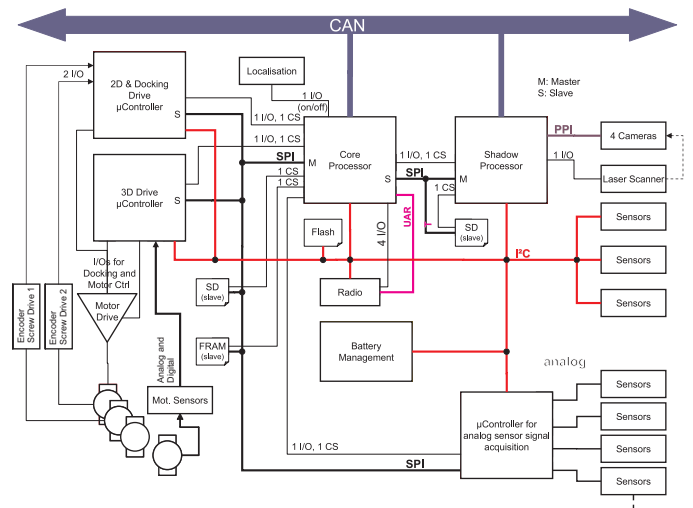 CAN
2D & Docking
Drive
µController
S
2 I/O
Localisation
1 I/O
(on/off)
1 I/O, 1 CS
1 I/O, 1 CS
SPI
M
Core
Processor
S
1 CS
1 CS
1 I/O, 1 CS
SPI
M
Shadow
Processor
1 CS
M: Master
S: Slave
PPI
4 Cameras
1 I/O
Laser Scanner
3D Drive
µController
S
UAR
4 I/O
Flash
SD
(slave)
Radio
SD
(slave)
I²C
Sensors
Sensors
Sensors
I/Os for
Docking and
Motor Ctrl
Motor
Drive
Encoder
Screw Drive 1
Encoder
Screw Drive 2
Analog and
Digital
Mot. Sensors
FRAM
(slave)
Battery
Management
analog
Sensors
Sensors
Sensors
Sensors
µController for
analog sensor signal
acquisition
1 I/O, 1 CS
SPI